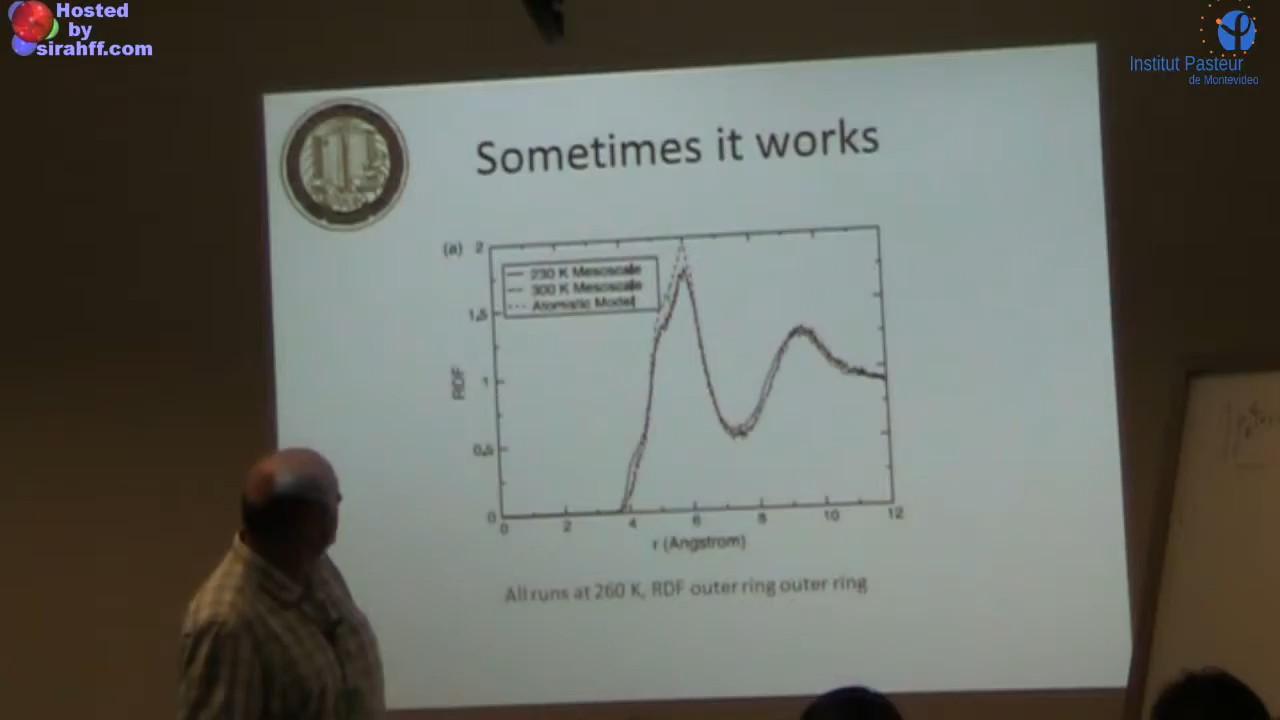 Hosted
by
sirahff.com
Institut Pasteur
de Montevideo
Sometimes it works
(a)
2
1,5
1
0,5
0
RDF
230 K Mesoscale
300 K Mesoscale
Atomistic Model
0 2 4 6 8 10 12
r (Angstrom)
All runs at 260 K, RDF outer ring outer ring